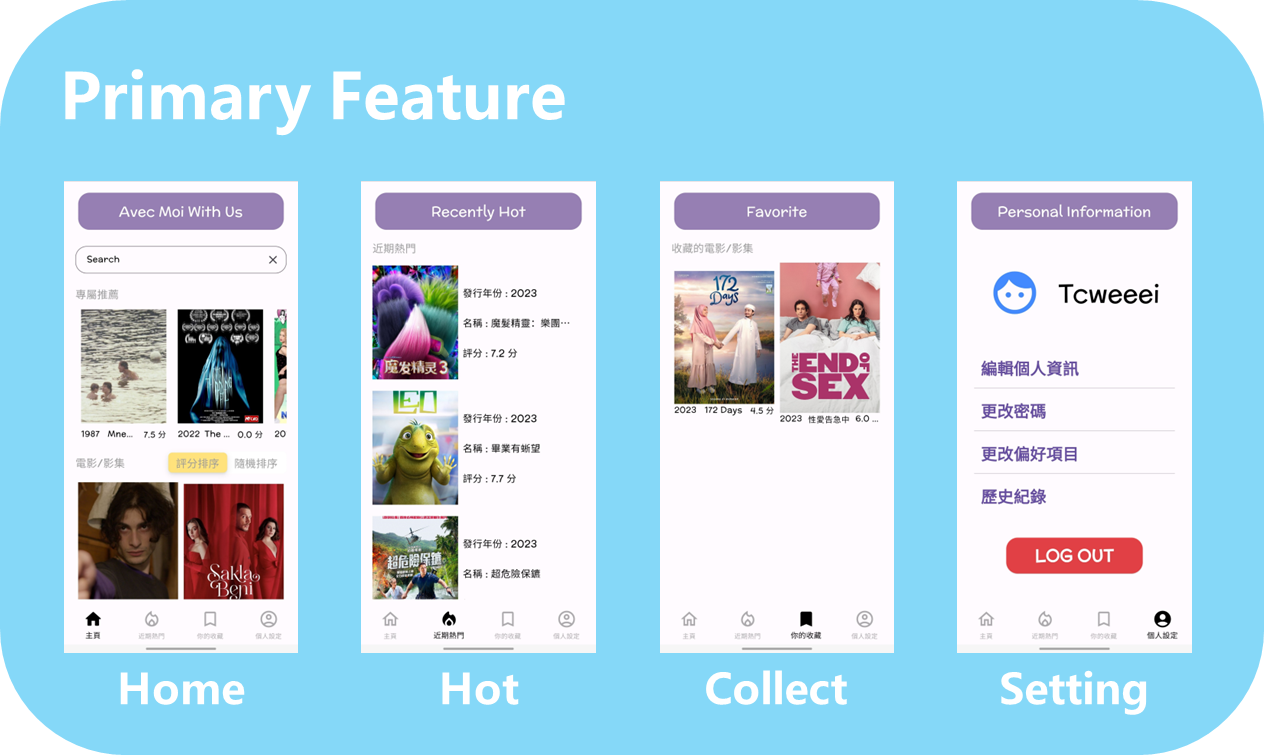 Primary Feature
Avec Moi With Us
Search
專屬推薦
1987 Mne... 7.5 分
2022 The ... 0.0 分
20
電影/影集
評分排序
隨機排序
Sakla
Beni
主頁
近期熱門
你的收藏
個人設定
Home
Recently Hot
近期熱門
魔发精灵 3
發行年份 : 2023
名稱 : 魔髮精靈：樂團⋯
評分 : 7.2 分
LEO
發行年份 : 2023
名稱 : 畢業有蜥望
評分 : 7.7 分
超危險保鑣
發行年份 : 2023
名稱 : 超危險保鑣
主頁
近期熱門
你的收藏
個人設定
Hot
Favorite
收藏的電影/影集
172
Days
2023 172 Days 4.5 分
THE
END OF
SEX
2023 性愛告急中 6.0 ...
主頁
近期熱門
你的收藏
個人設定
Collect
Personal Information
Tcweeei
編輯個人資訊
更改密碼
更改偏好項目
歷史紀錄
LOG OUT
主頁
近期熱門
你的收藏
個人設定
Setting